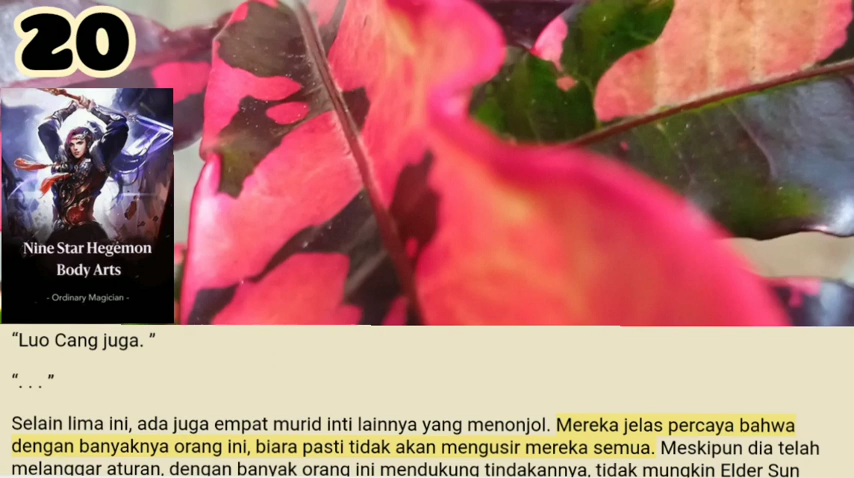 20
Nine Star Hegemon
Body Arts
- Ordinary Magician -
“Luo Cang juga. ”
“. . . ”
Selain lima ini, ada juga empat murid inti lainnya yang menonjol. Mereka jelas percaya bahwa
dengan banyaknya orang ini, biara pasti tidak akan mengusir mereka semua. Meskipun dia telah
melanggar aturan, dengan banyak orang ini mendukung tindakannya, tidak mungkin Elder Sun